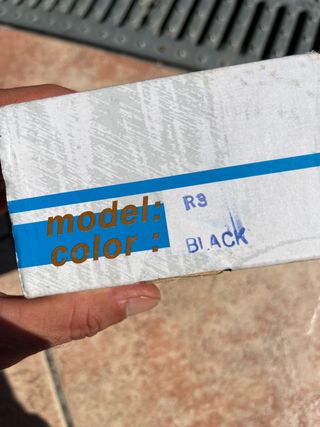 model: R9
color : BLACK